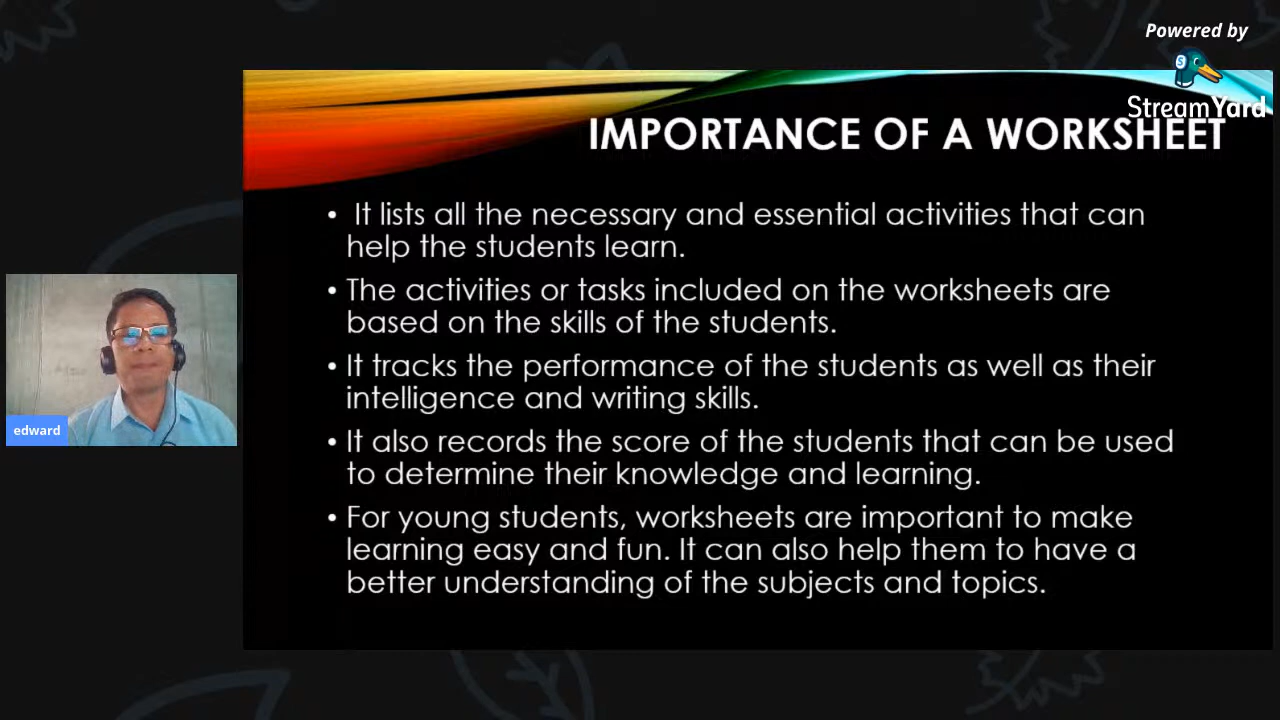 Powered by
StreamYard
IMPORTANCE OF A WORKSHEET
• It lists all the necessary and essential activities that can
help the students learn.
• The activities or tasks included on the worksheets are
based on the skills of the students.
• It tracks the performance of the students as well as their
intelligence and writing skills.
• It also records the score of the students that can be used
to determine their knowledge and learning.
• For young students, worksheets are important to make
learning easy and fun. It can also help them to have a
better understanding of the subjects and topics.
edward